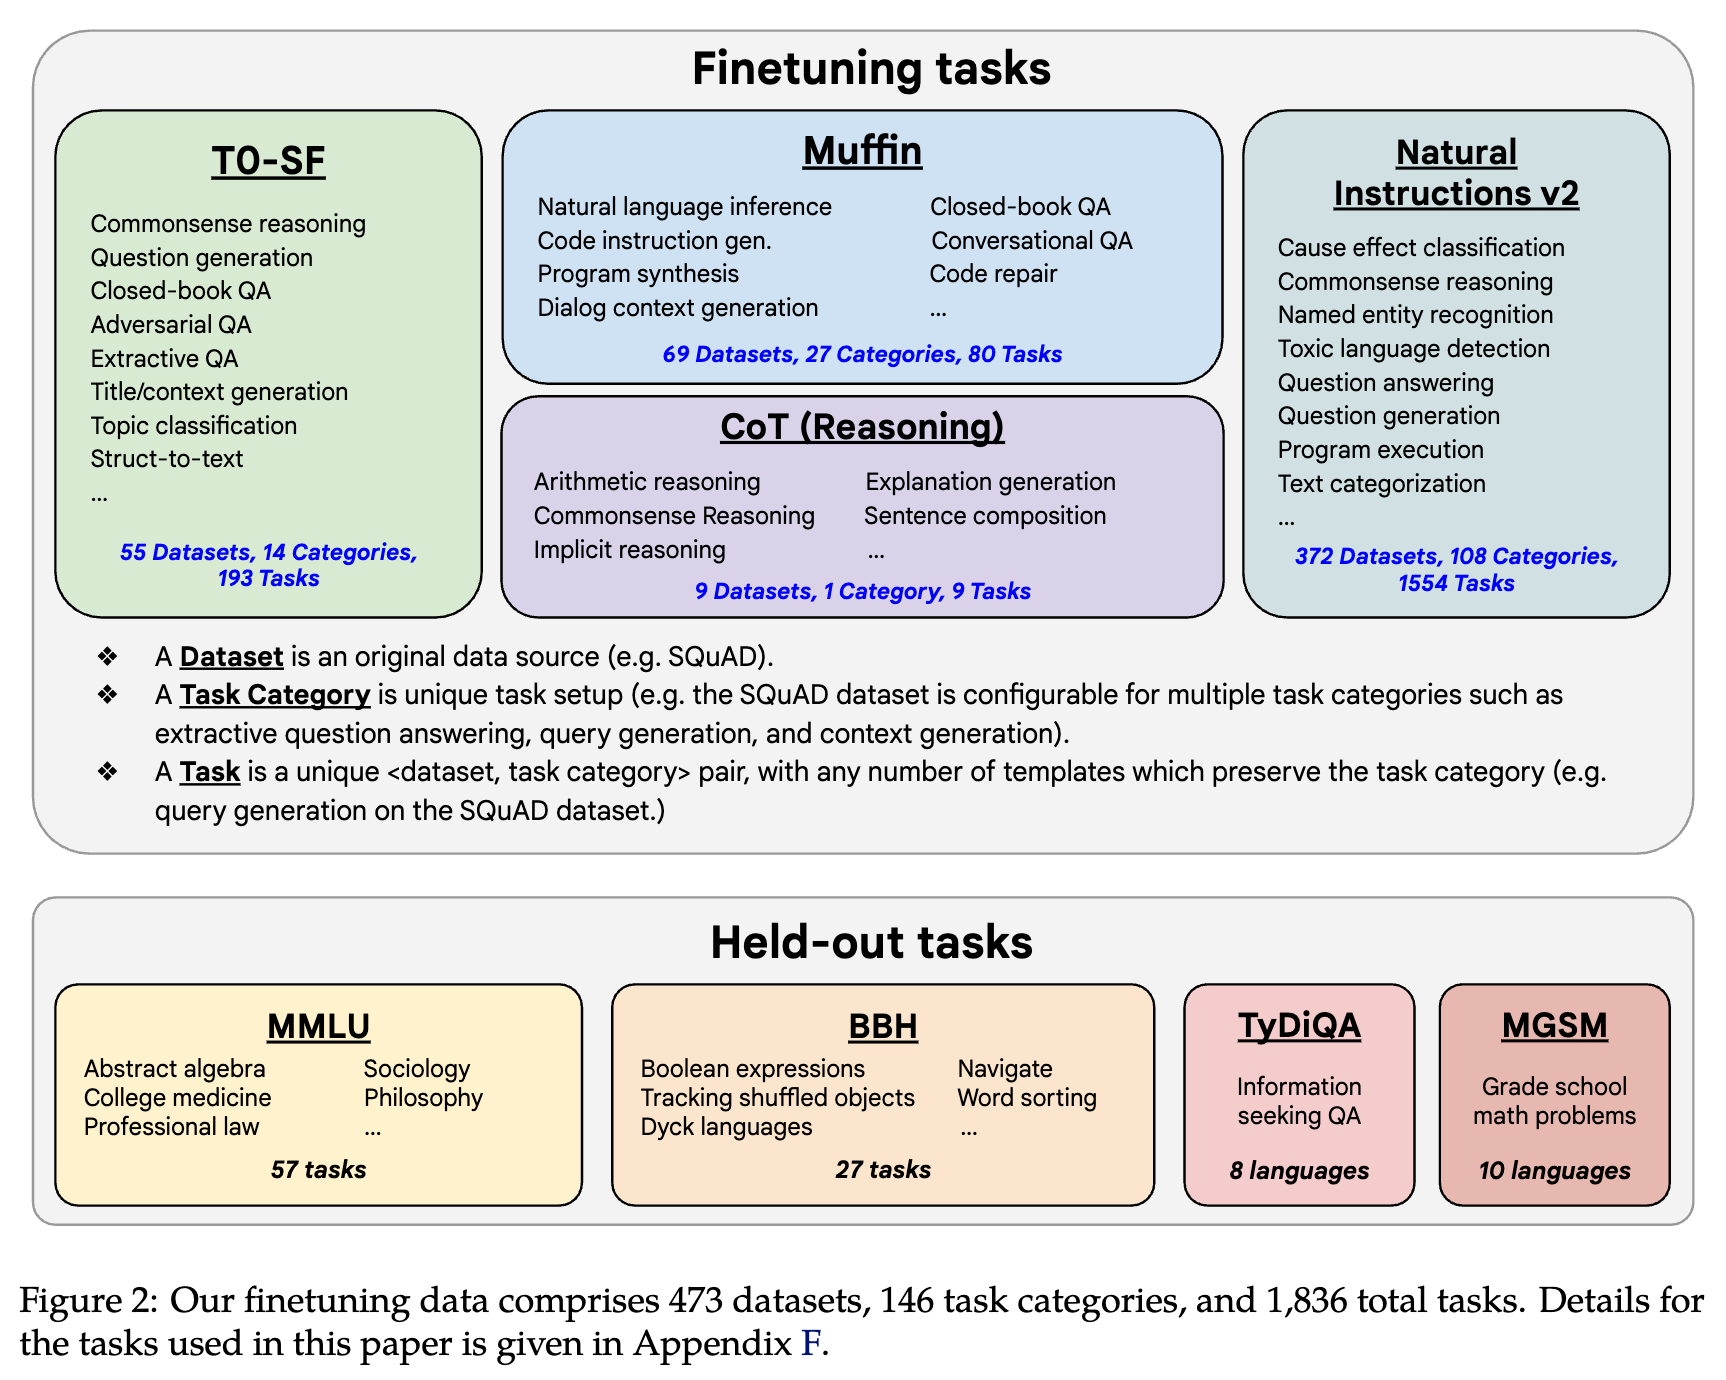 Finetuning tasks
T0-SF
Commonsense reasoning
Question generation
Closed-book QA
Adversarial QA
Extractive QA
Title/context generation
Topic classification
Struct-to-text
...
55 Datasets, 14 Categories,
193 Tasks
Muffin
Natural language inference
Code instruction gen.
Program synthesis
Dialog context generation
Closed-book QA
Conversational QA
Code repair
...
69 Datasets, 27 Categories, 80 Tasks
CoT (Reasoning)
Arithmetic reasoning
Commonsense Reasoning
Implicit reasoning
Explanation generation
Sentence composition
...
9 Datasets, 1 Category, 9 Tasks
Natural
Instructions v2
Cause effect classification
Commonsense reasoning
Named entity recognition
Toxic language detection
Question answering
Question generation
Program execution
Text categorization
...
372 Datasets, 108 Categories,
1554 Tasks
❖ A Dataset is an original data source (e.g. SQuAD).
❖ A Task Category is unique task setup (e.g. the SQuAD dataset is configurable for multiple task categories such as
extractive question answering, query generation, and context generation).
❖ A Task is a unique <dataset, task category> pair, with any number of templates which preserve the task category (e.g.
query generation on the SQuAD dataset.)
Held-out tasks
MMLU
Abstract algebra
College medicine
Professional law
Sociology
Philosophy
...
57 tasks
BBH
Boolean expressions
Tracking shuffled objects
Dyck languages
Navigate
Word sorting
...
27 tasks
TyDiQA
Information
seeking QA
8 languages
MGSM
Grade school
math problems
10 languages
Figure 2: Our finetuning data comprises 473 datasets, 146 task categories, and 1,836 total tasks. Details for
the tasks used in this paper is given in Appendix F.